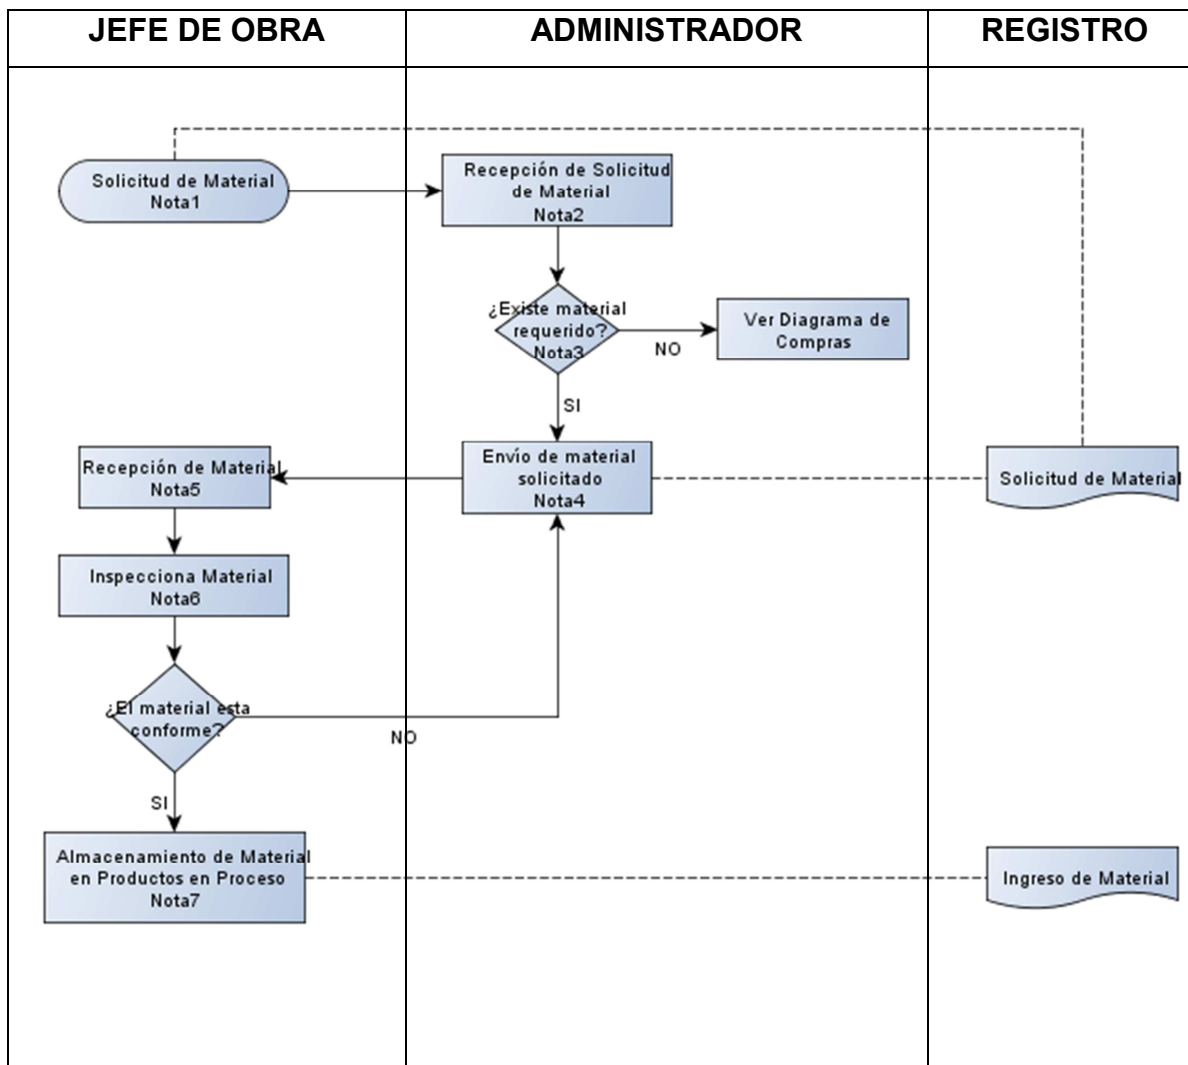 JEFE DE OBRA
ADMINISTRADOR
REGISTRO
Solicitud de Material
Nota1
Recepción de Solicitud
de Material
Nota2
¿Existe material
requerido?
Nota3
NO
Ver Diagrama de
Compras
SI
Envío de material
solicitado
Nota4
Solicitud de Material
Recepción de Material
Nota5
Inspecciona Material
Nota6
¿El material esta
conforme?
NO
SI
Almacenamiento de Material
en Productos en Proceso
Nota7
Ingreso de Material